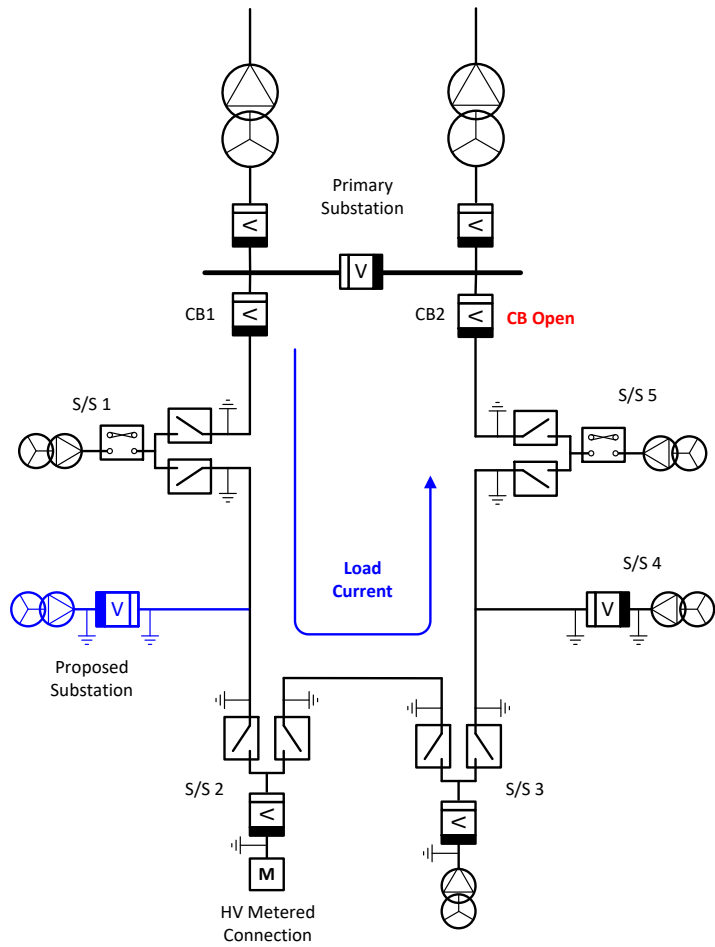 Primary
Substation
V
V
V
CB1
V
CB2
V
CB Open
S/S 1
S/S 5
Load
Current
S/S 4
V
V
Proposed
Substation
S/S 2
S/S 3
V
V
M
HV Metered
Connection